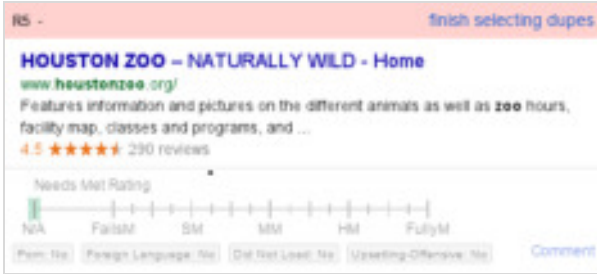 R5 -
finish selecting dupes
HOUSTON ZOO – NATURALLY WILD - Home
www.houstonzoo.org/
Features information and pictures on the different animals as well as zoo hours,
facility map, classes and programs, and ...
4.5 ★★★★★ 290 reviews
Needs Met Rating
N/A FailsM SM MM HM FullyM
Porn: No Foreign Language: No Did Not Load: No Upsetting-Offensive: No Comment